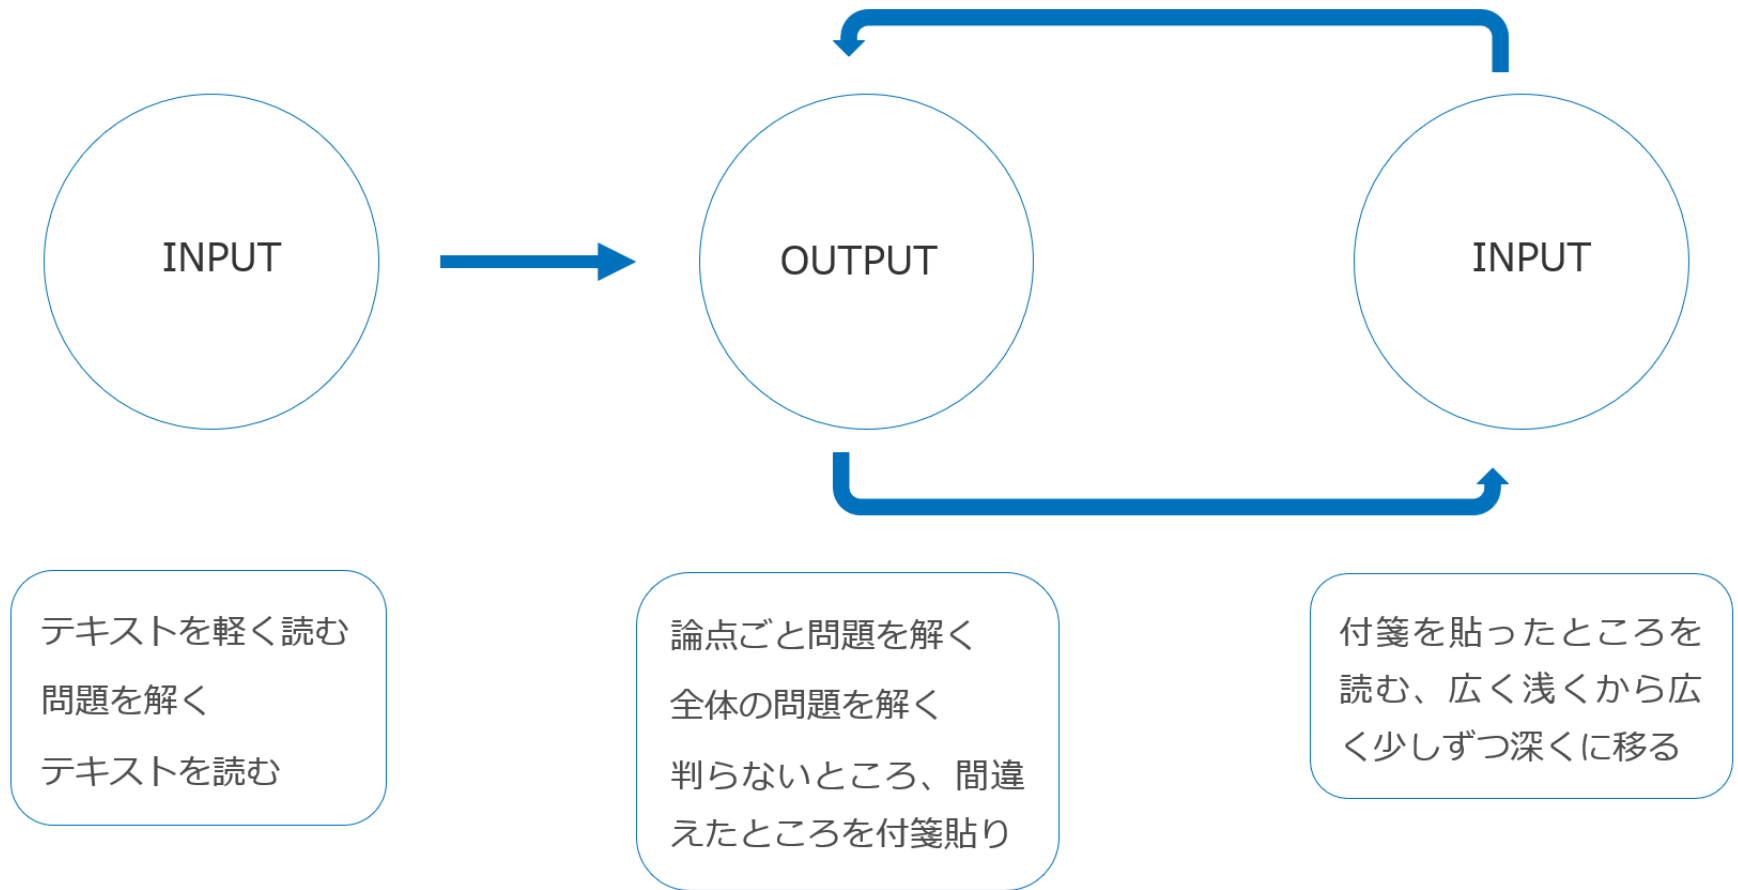 INPUT
OUTPUT
INPUT
テキストを軽く読む
問題を解く
テキストを読む
論点ごと問題を解く
全体の問題を解く
判らないところ、間違
えたところを付箋貼り
付箋を貼ったところを
読む、広く浅くから広
く少しずつ深くに移る